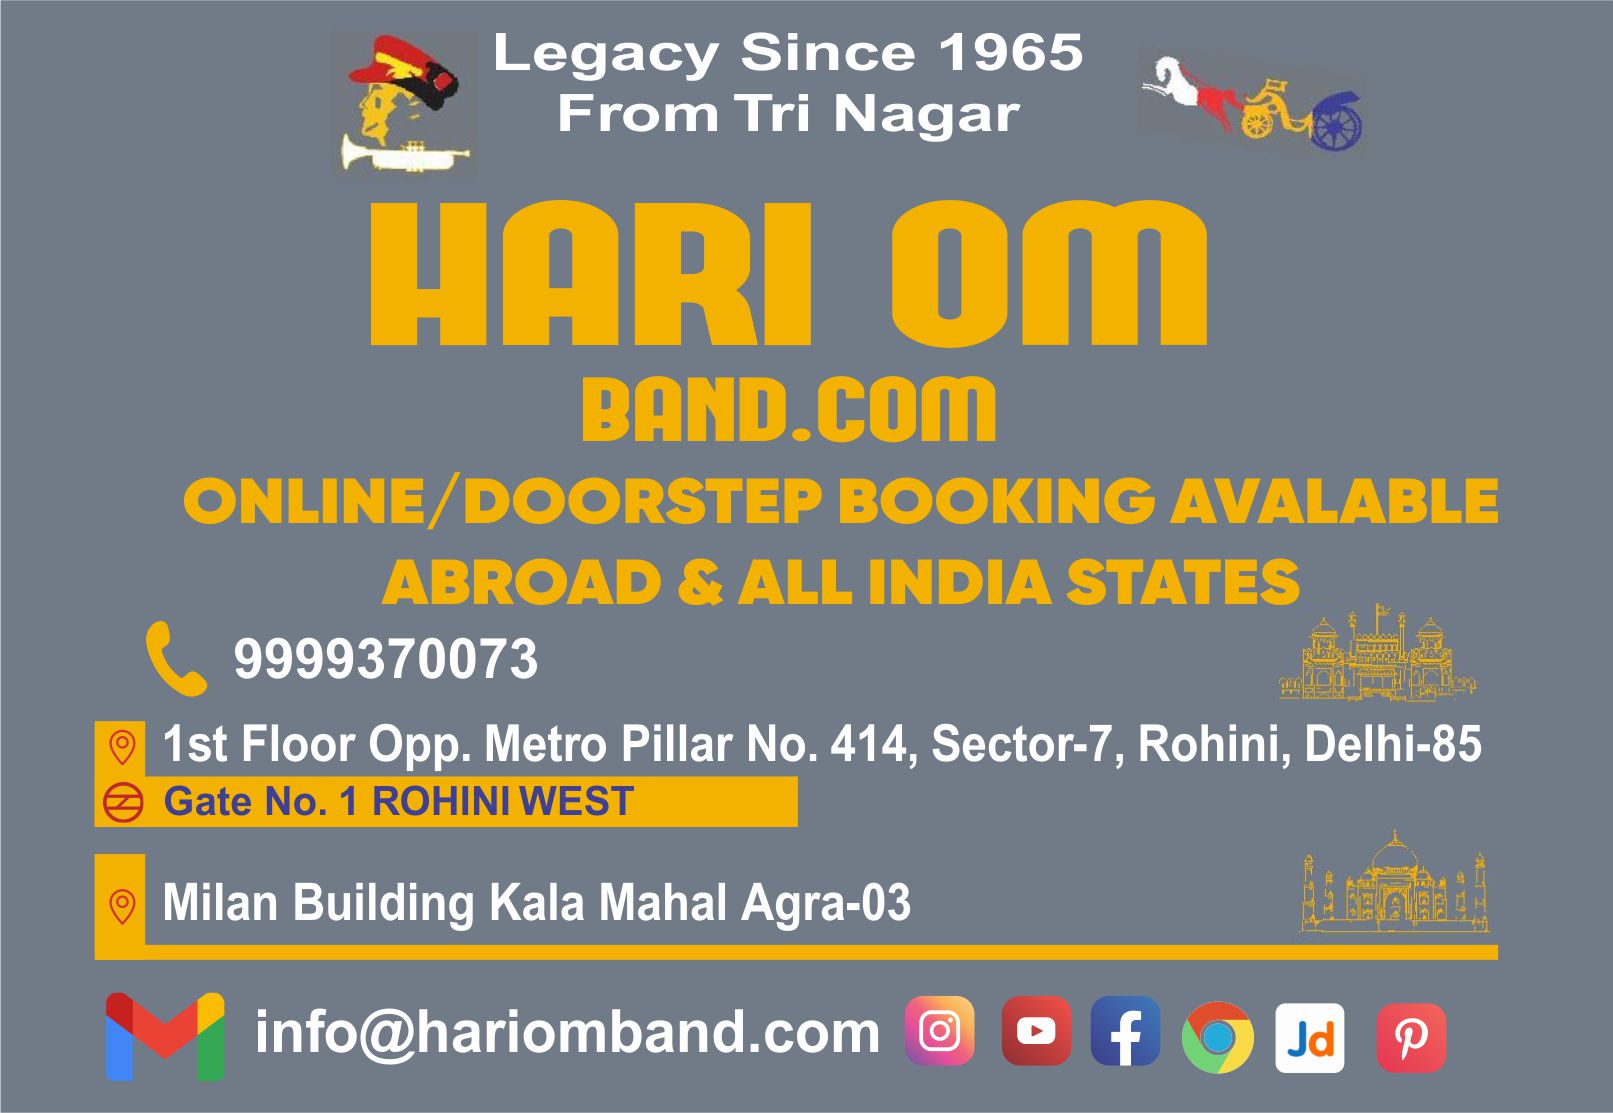 Legacy Since 1965
From Tri Nagar
HARI OM
BAND.COM
ONLINE/DOORSTEP BOOKING AVALABLE
ABROAD & ALL INDIA STATES
9999370073
1st Floor Opp. Metro Pillar No. 414, Sector-7, Rohini, Delhi-85
Gate No. 1 ROHINI WEST
Milan Building Kala Mahal Agra-03
info@hariomband.com
Jd